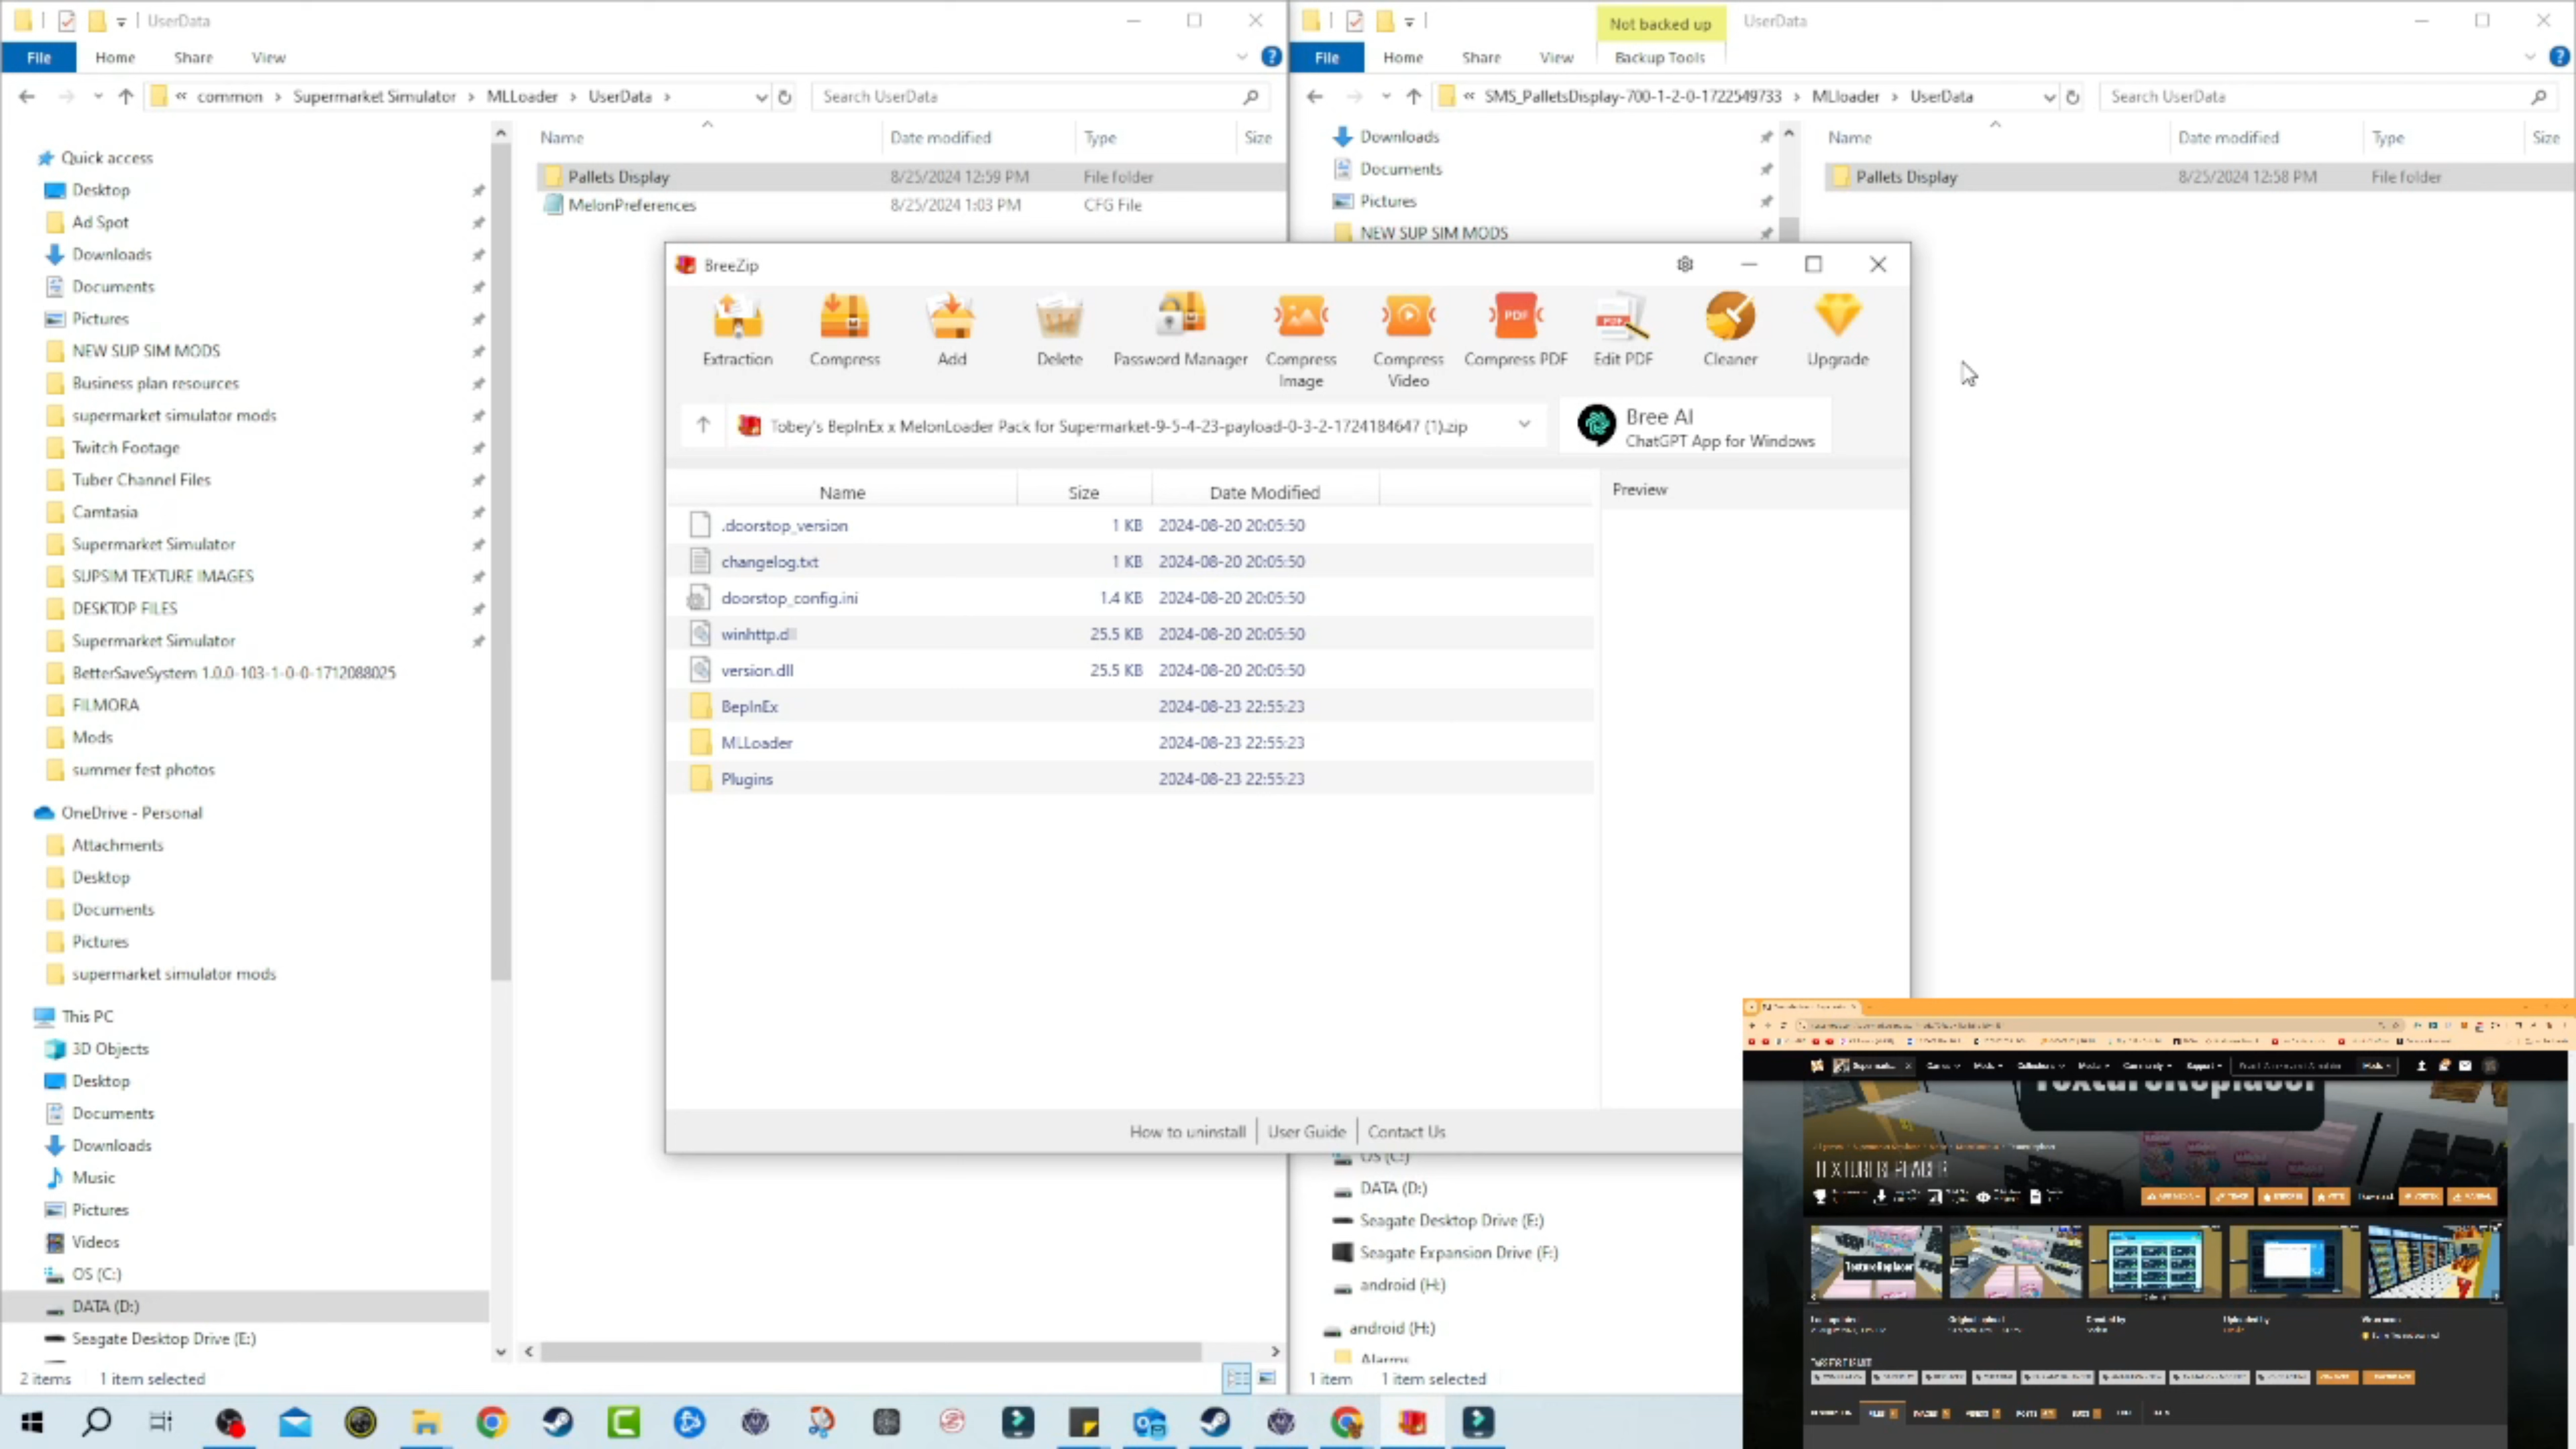 UserData
File Home Share View
« common > Supermarket Simulator > MLLoader > UserData >
Search UserData
Name Date modified Type Size
Pallets Display 8/25/2024 12:59 PM File folder
MelonPreferences 8/25/2024 1:03 PM CFG File
Quick access
Desktop
Ad Spot
Downloads
Documents
Pictures
NEW SUP SIM MODS
Business plan resources
supermarket simulator mods
Twitch Footage
Tuber Channel Files
Camtasia
Supermarket Simulator
SUPSIM TEXTURE IMAGES
DESKTOP FILES
Supermarket Simulator
BetterSaveSystem 1.0.0-103-1-0-0-1712088025
FILMORA
Mods
summer fest photos
OneDrive - Personal
Attachments
Desktop
Documents
Pictures
supermarket simulator mods
This PC
3D Objects
Desktop
Documents
Downloads
Music
Pictures
Videos
OS (C:)
DATA (D:)
Seagate Desktop Drive (E:)
2 items 1 item selected
Not backed up UserData
File Home Share View Backup Tools
« SMS_PalletsDisplay-700-1-2-0-1722549733 > MLloader > UserData
Search UserData
Name Date modified Type Size
Pallets Display 8/25/2024 12:58 PM File folder
Downloads
Documents
Pictures
NEW SUP SIM MODS
BreeZip
Extraction
Compress
Add
Delete
Password Manager
Compress Image
Compress Video
Compress PDF
Edit PDF
Cleaner
Upgrade
Tobey's BepInEx x MelonLoader Pack for Supermarket-9-5-4-23-payload-0-3-2-1724184647 (1).zip
Bree AI
ChatGPT App for Windows
Name Size Date Modified
Preview
.doorstop_version 1 KB 2024-08-20 20:05:50
changelog.txt 1 KB 2024-08-20 20:05:50
doorstop_config.ini 1.4 KB 2024-08-20 20:05:50
winhttp.dll 25.5 KB 2024-08-20 20:05:50
version.dll 25.5 KB 2024-08-20 20:05:50
BepInEx 2024-08-23 22:55:23
MLLoader 2024-08-23 22:55:23
Plugins 2024-08-23 22:55:23
How to uninstall | User Guide | Contact Us
OS (C:)
DATA (D:)
Seagate Desktop Drive (E:)
Seagate Expansion Drive (F:)
android (H:)
android (H:)
Alarms
1 item 1 item selected
TextureReplacer
TEXTUREREPLACER
TextureReplacer